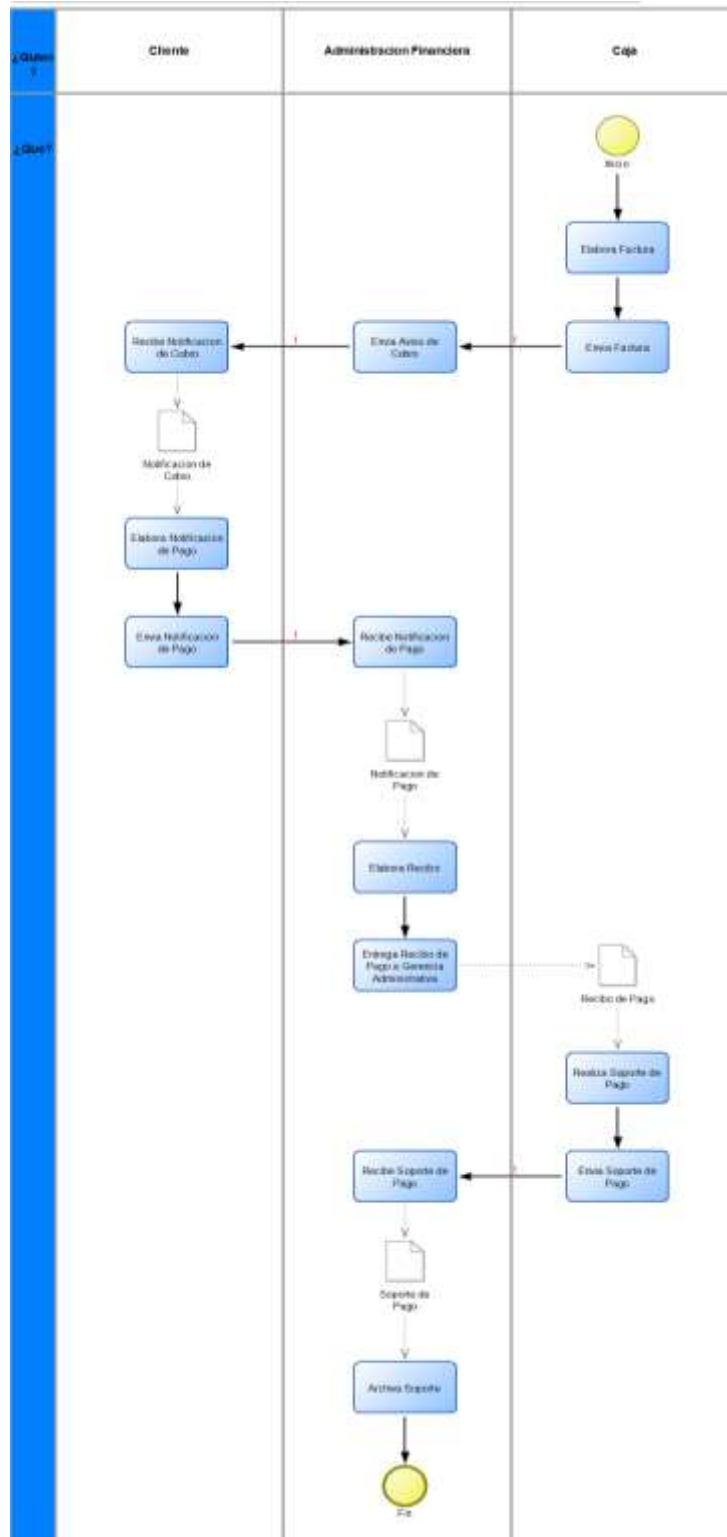 ¿Quien
?
Cliente
Administracion Financiera
Caja
¿Que?
Inicio
Elabora Factura
Recibe Notificacion
de Cobro
Envia Aviso de
Cobro
Envia Factura
Notificacion de
Cobro
Elabora Notificacion
de Pago
Envia Notificacion
de Pago
Recibe Notificacion
de Pago
Notificacion de
Pago
Elabora Recibo
Entrega Recibo de
Pago a Gerencia
Administrativa
Recibo de Pago
Realiza Soporte de
Pago
Recibe Soporte de
Pago
Envia Soporte de
Pago
Soporte de
Pago
Archiva Soporte
Fin